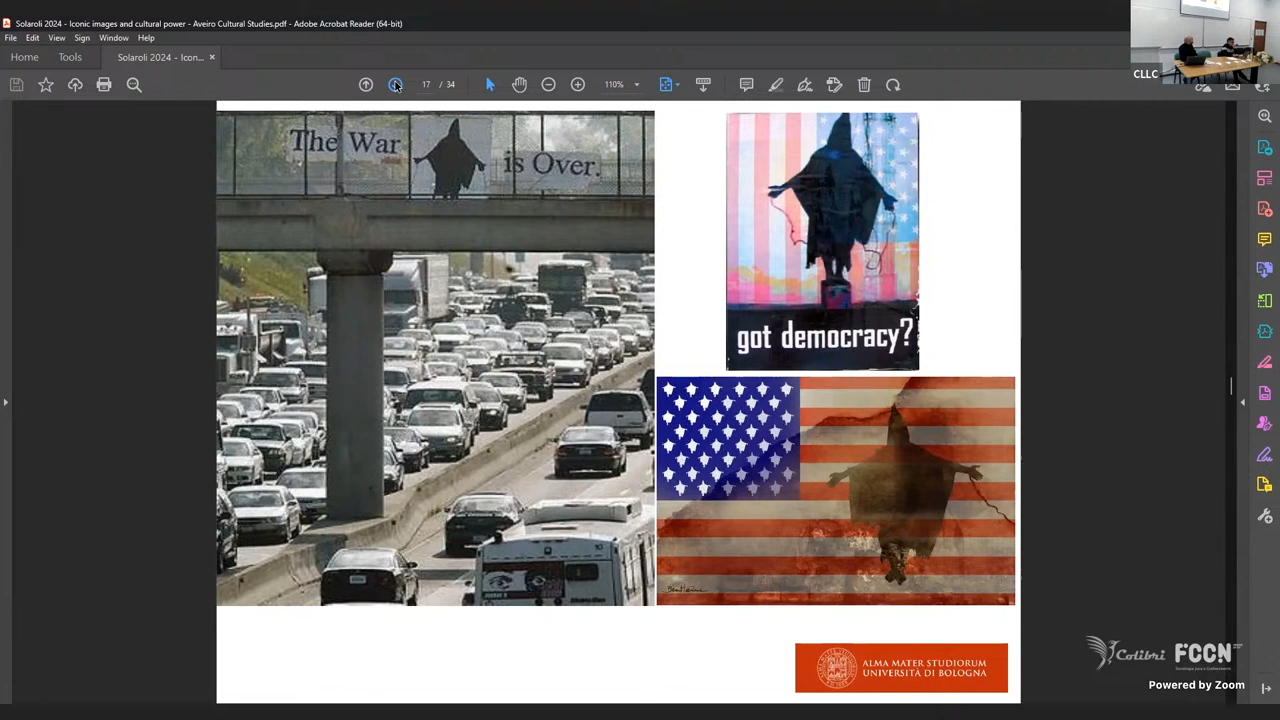 Solaroli 2024 - Iconic images and cultural power - Aveiro Cultural Studies.pdf - Adobe Acrobat Reader (64-bit)
File Edit View Sign Window Help
Home Tools Solaroli 2024 - Icon... ×
17 / 34 110%
CLLC
The War is Over.
got democracy?
ALMA MATER STUDIORUM
UNIVERSITÀ DI BOLOGNA
Colibri FCCN
Powered by Zoom